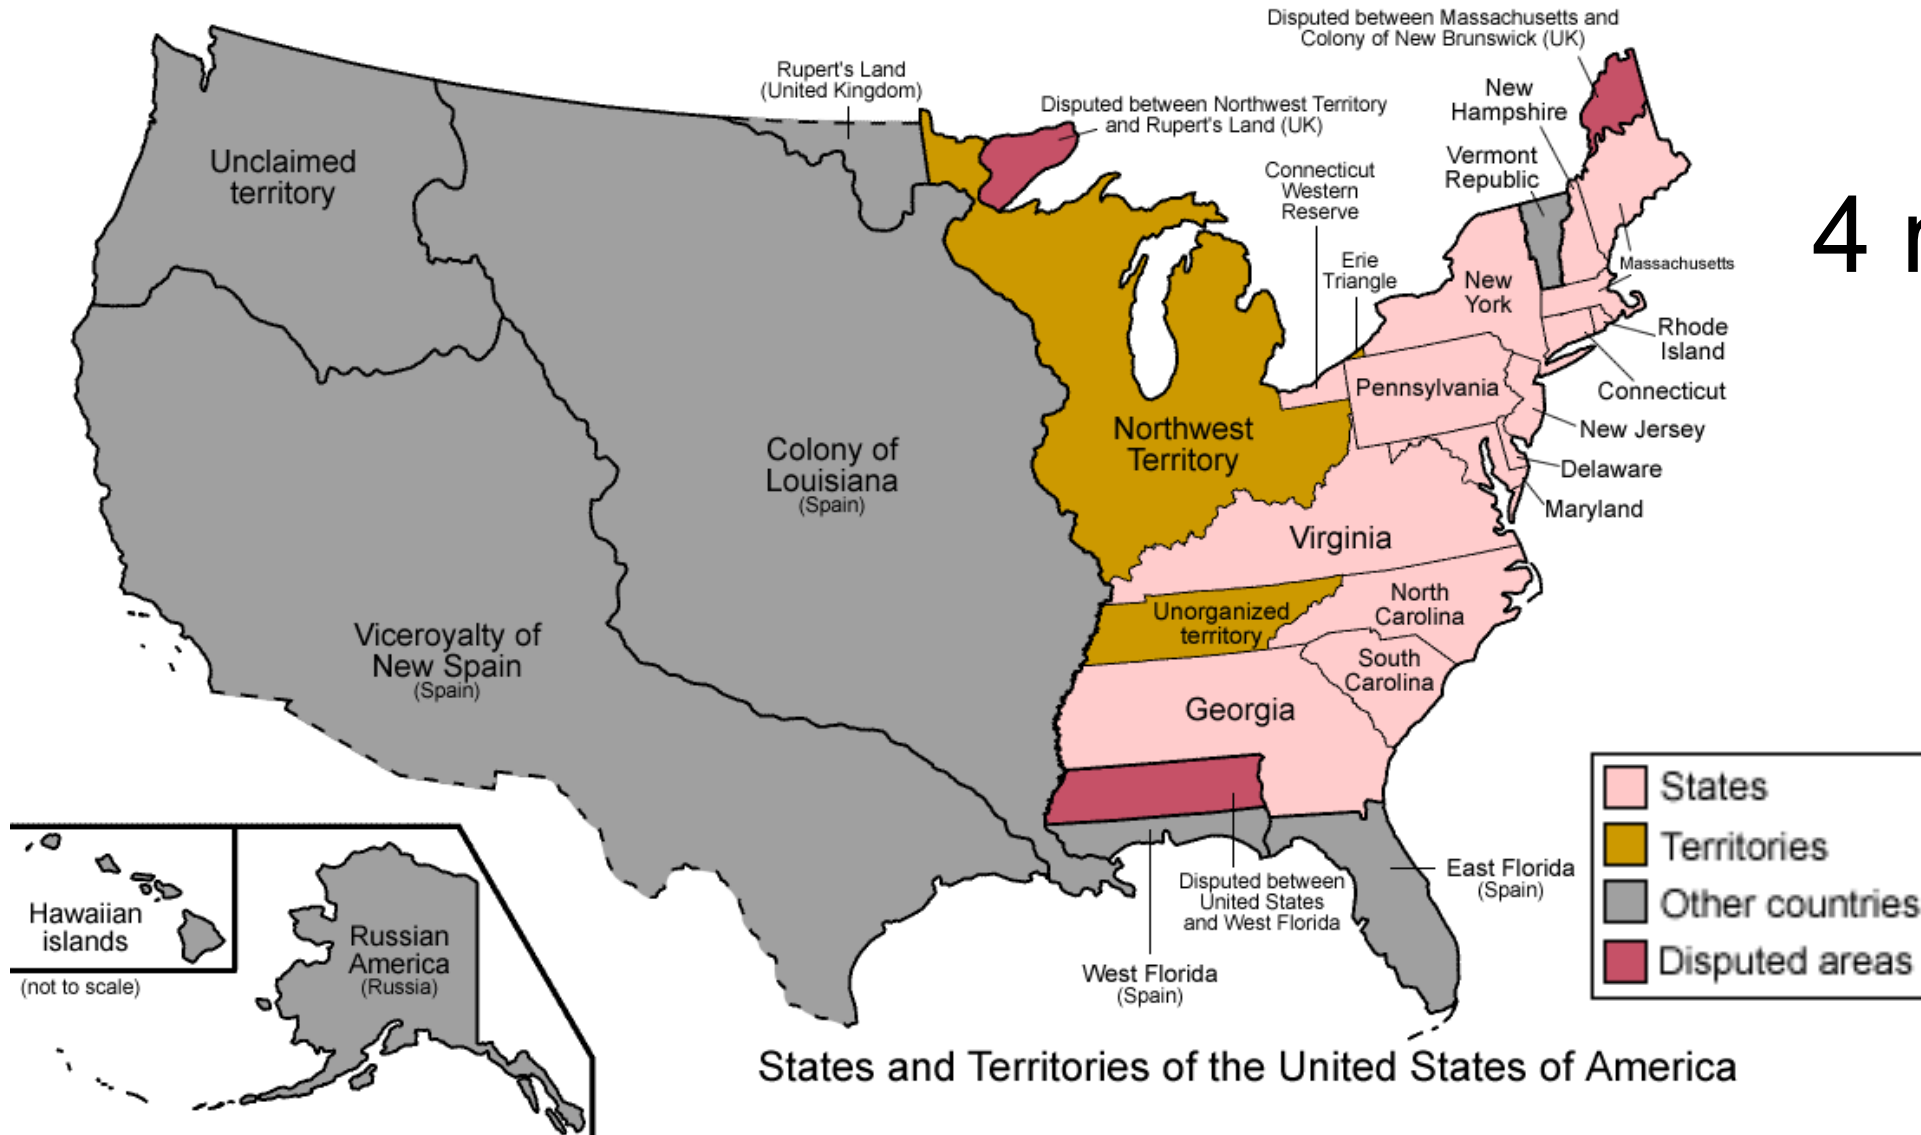 Disputed between Massachusetts and
Colony of New Brunswick (UK)
Rupert's Land
(United Kingdom)
Disputed between Northwest Territory
and Rupert's Land (UK)
New
Hampshire
Vermont
Republic
Connecticut
Western
Reserve
Unclaimed
territory
4
Erie
Triangle
New
York
Massachusetts
Rhode
Island
Pennsylvania
Connecticut
New Jersey
Northwest
Territory
Colony of
Louisiana
(Spain)
Delaware
Maryland
Virginia
Unorganized
territory
North
Carolina
Viceroyalty of
New Spain
(Spain)
South
Carolina
Georgia
States
Territories
Other countries
Disputed areas
East Florida
(Spain)
Disputed between
United States
and West Florida
West Florida
(Spain)
Hawaiian
islands
(not to scale)
Russian
America
(Russia)
States and Territories of the United States of America